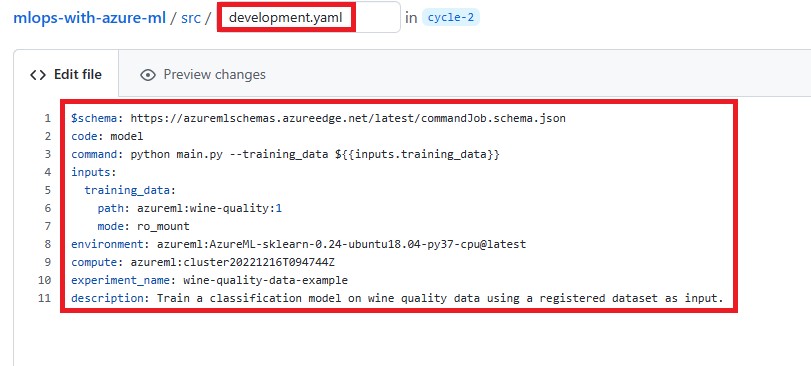 mlops-with-azure-ml / src / development.yaml in cycle-2
<> Edit file Preview changes
1 $schema: https://azuremlschemas.azureedge.net/latest/commandJob.schema.json
2 code: model
3 command: python main.py --training_data ${{inputs.training_data}}
4 inputs:
5 training_data:
6 path: azureml:wine-quality:1
7 mode: ro_mount
8 environment: azureml:AzureML-sklearn-0.24-ubuntu18.04-py37-cpu@latest
9 compute: azureml:cluster20221216T094744Z
10 experiment_name: wine-quality-data-example
11 description: Train a classification model on wine quality data using a registered dataset as input.